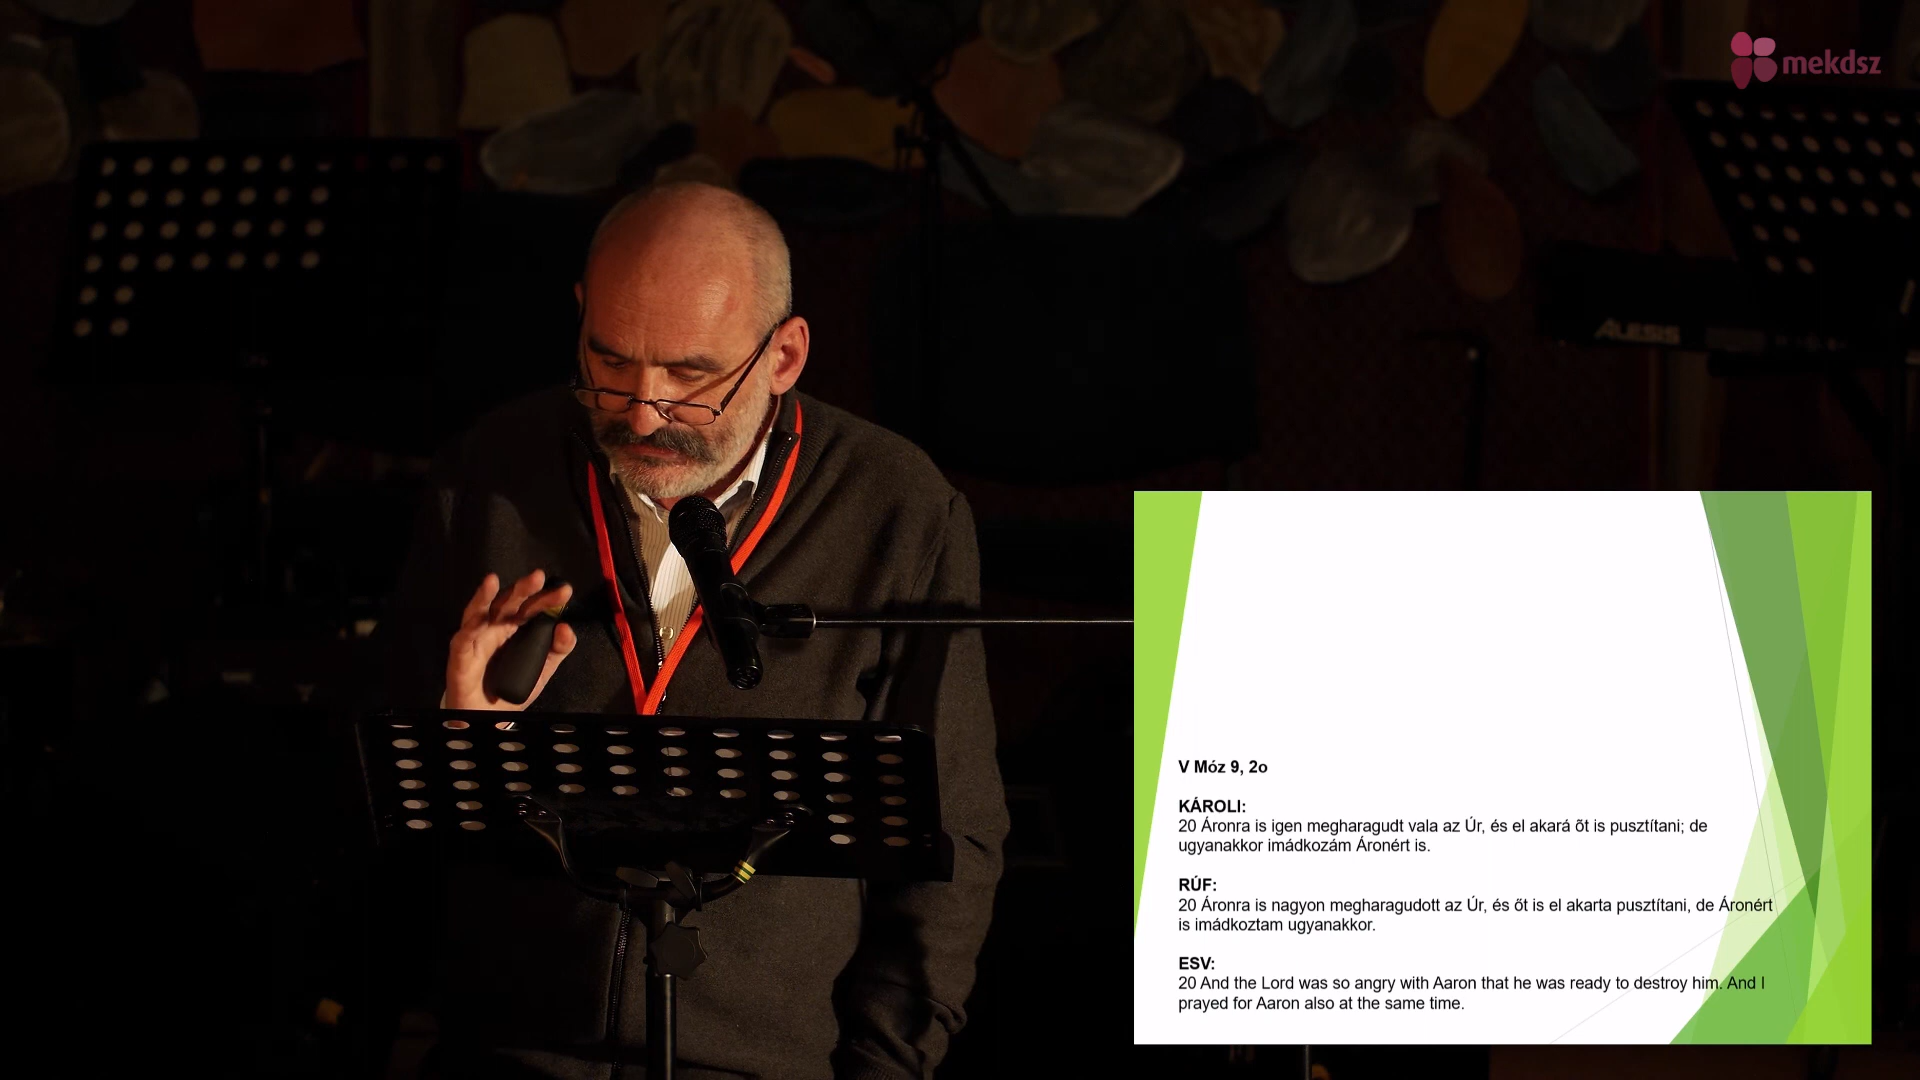 mekdsz
ALESIS
V Móz 9, 2o
KÁROLI:
20 Áronra is igen megharagudt vala az Úr, és el akará õt is pusztítani; de
ugyanakkor imádkozám Áronért is.
RÚF:
20 Áronra is nagyon megharagudott az Úr, és őt is el akarta pusztítani, de Áronért
is imádkoztam ugyanakkor.
ESV:
20 And the Lord was so angry with Aaron that he was ready to destroy him. And I
prayed for Aaron also at the same time.